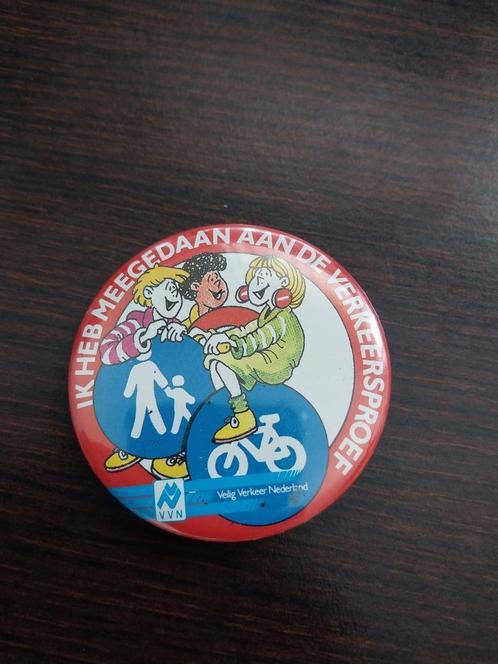 IK HEB MEEGEDAAN AAN DE VERKEERSPROEF
Veilig Verkeer Nederland
VVN